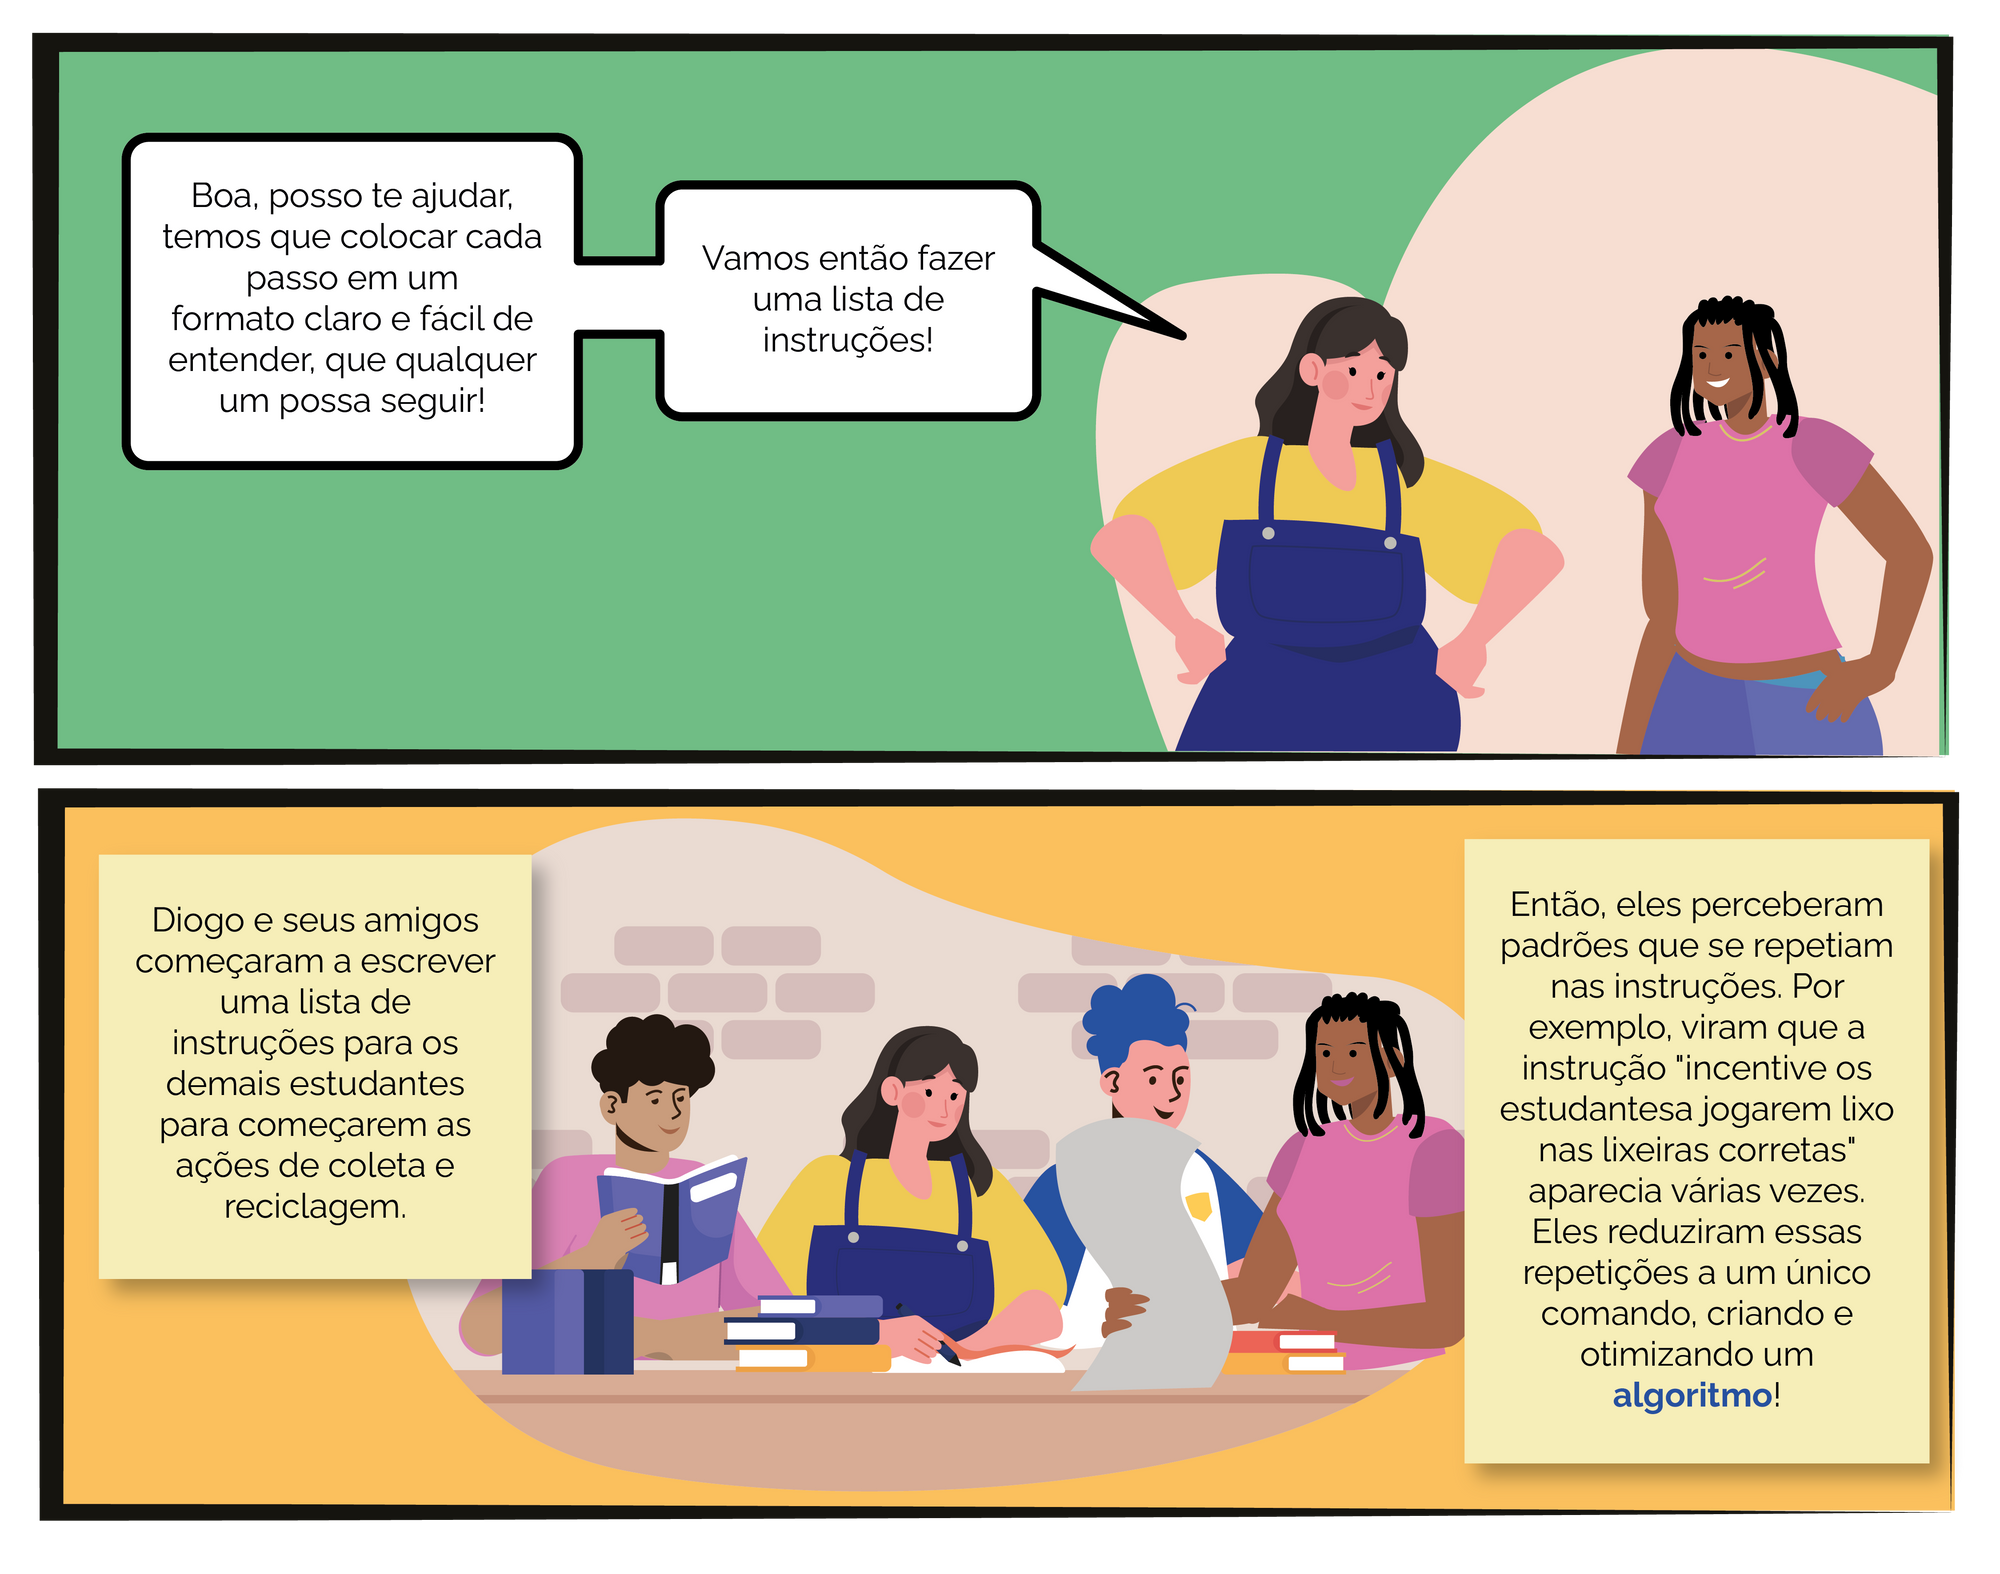 Boa, posso te ajudar,
temos que colocar cada
passo em um
formato claro e fácil de
entender, que qualquer
um possa seguir!
Vamos então fazer
uma lista de
instruções!
Diogo e seus amigos
começaram a escrever
uma lista de
instruções para os
demais estudantes
para começarem as
ações de coleta e
reciclagem.
Então, eles perceberam
padrões que se repetiam
nas instruções. Por
exemplo, viram que a
instrução "incentive os
estudantesa jogarem lixo
nas lixeiras corretas"
aparecia várias vezes.
Eles reduziram essas
repetições a um único
comando, criando e
otimizando um
algoritmo!